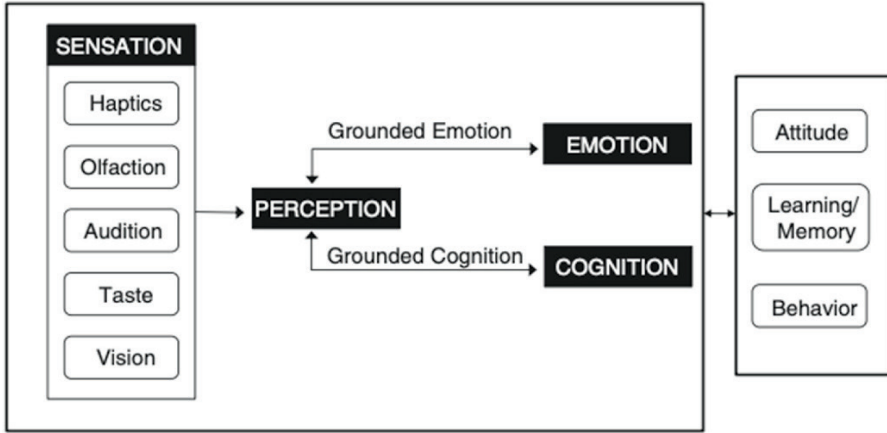 SENSATION
Haptics
Olfaction
Audition
Taste
Vision
PERCEPTION
Grounded Emotion
EMOTION
Grounded Cognition
COGNITION
Attitude
Learning/
Memory
Behavior